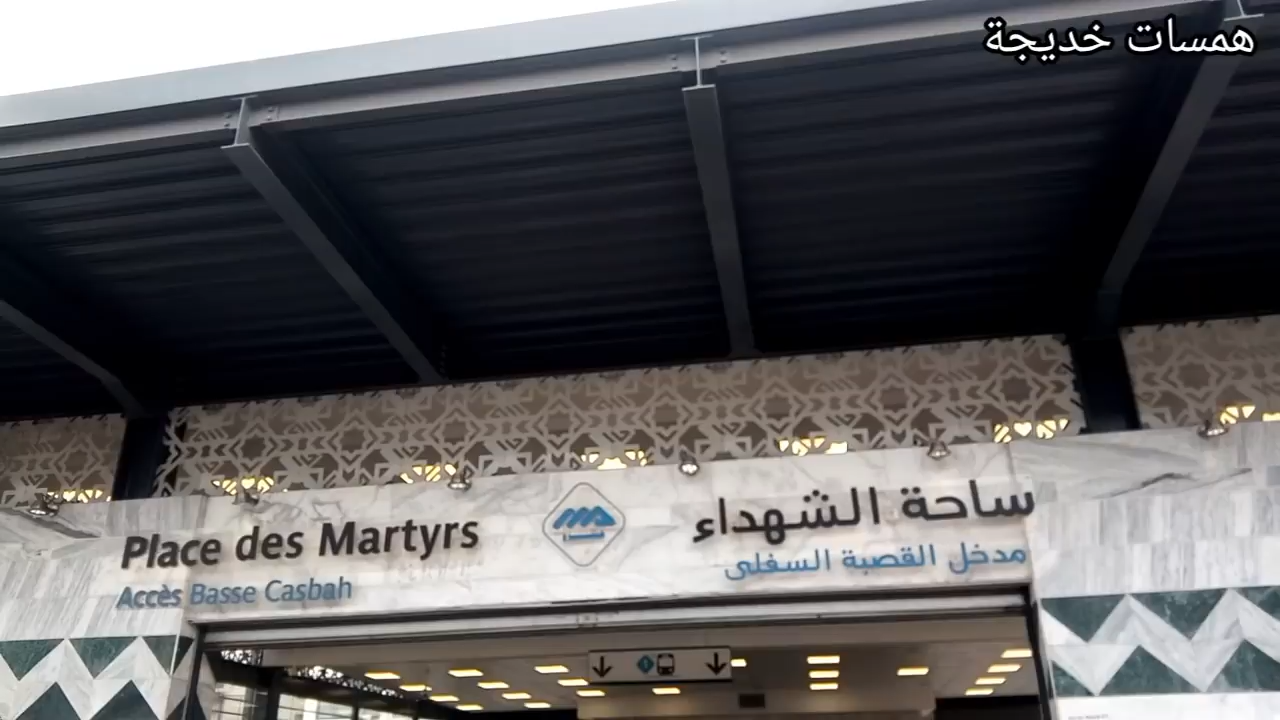 همسات خديجة
Place des Martyrs
ساحة الشهداء
Accès Basse Casbah
مدخل القصبة السفلى